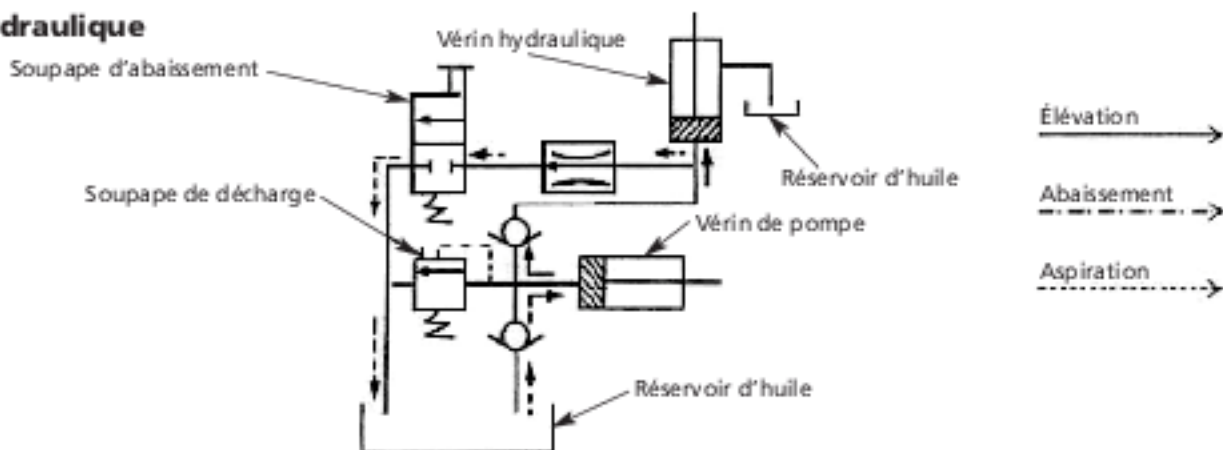 draulique
Vérin hydraulique
Soupape d'abaissement
Élévation
Réservoir d'huile
Abaissement
Soupape de décharge
Vérin de pompe
Aspiration
Réservoir d'huile